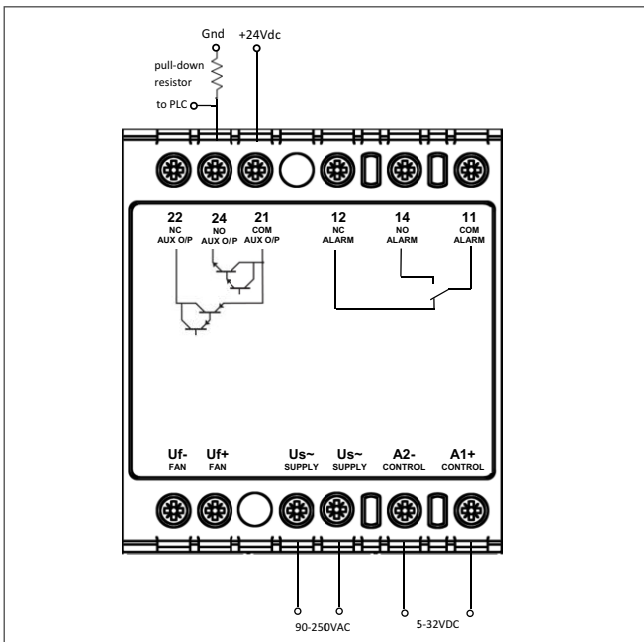 Gnd +24Vdc
pull-down
resistor
to PLC
22 24 21 12 14 11
NC NO COM NC NO COM
AUX O/P AUX O/P AUX O/P ALARM ALARM ALARM
Uf- Uf+ Us~ Us~ A2- A1+
FAN FAN SUPPLY SUPPLY CONTROL CONTROL
90-250VAC 5-32VDC